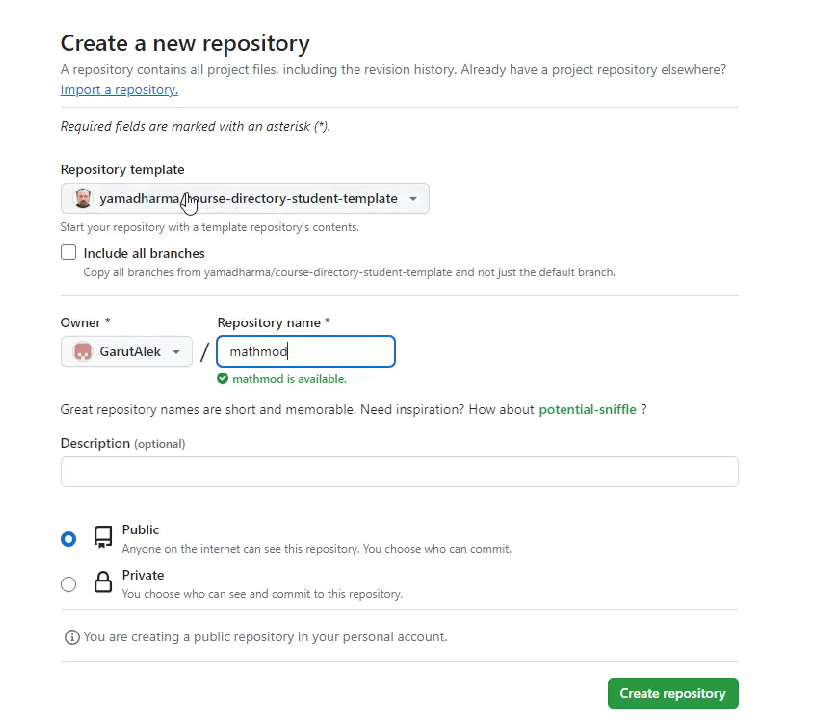 Create a new repository
A repository contains all project files, including the revision history. Already have a project repository elsewhere?
Import a repository.
Required fields are marked with an asterisk (*).
Repository template
yamadharma/course-directory-student-template
Start your repository with a template repository's contents.
Include all branches
Copy all branches from yamadharma/course-directory-student-template and not just the default branch.
Owner * Repository name *
GarutAlek / mathmod
mathmod is available.
Great repository names are short and memorable. Need inspiration? How about potential-sniffle ?
Description (optional)
Public
Anyone on the internet can see this repository. You choose who can commit.
Private
You choose who can see and commit to this repository.
You are creating a public repository in your personal account.
Create repository